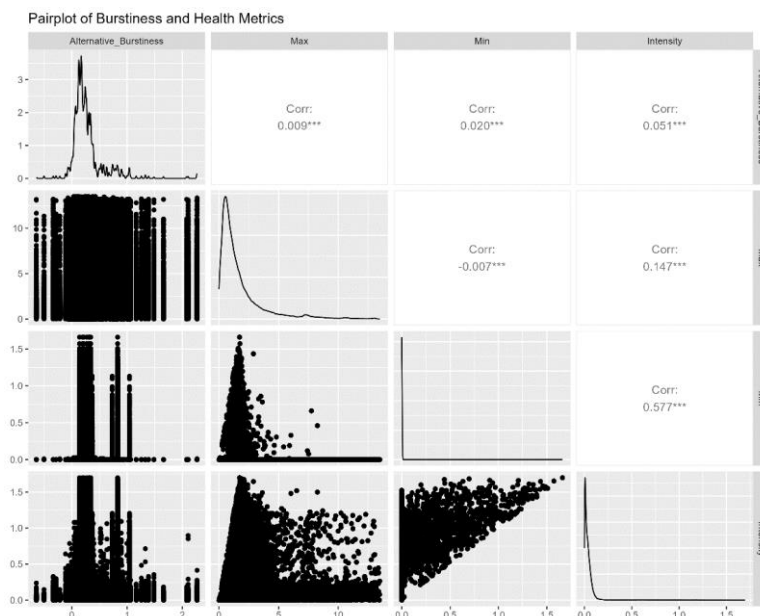 Pairplot of Burstiness and Health Metrics
Alternative_Burstiness Max Min Intensity
3
2
1
0
Corr:
0.009***
Corr:
0.020***
Corr:
0.051***
10
5
0
Corr:
-0.007***
Corr:
0.147***
1.5
1.0
0.5
0.0
Corr:
0.577***
1.5
1.0
0.5
0.0
0 1 2 0 5 10 0.0 0.5 1.0 1.5 0.0 0.5 1.0 1.5